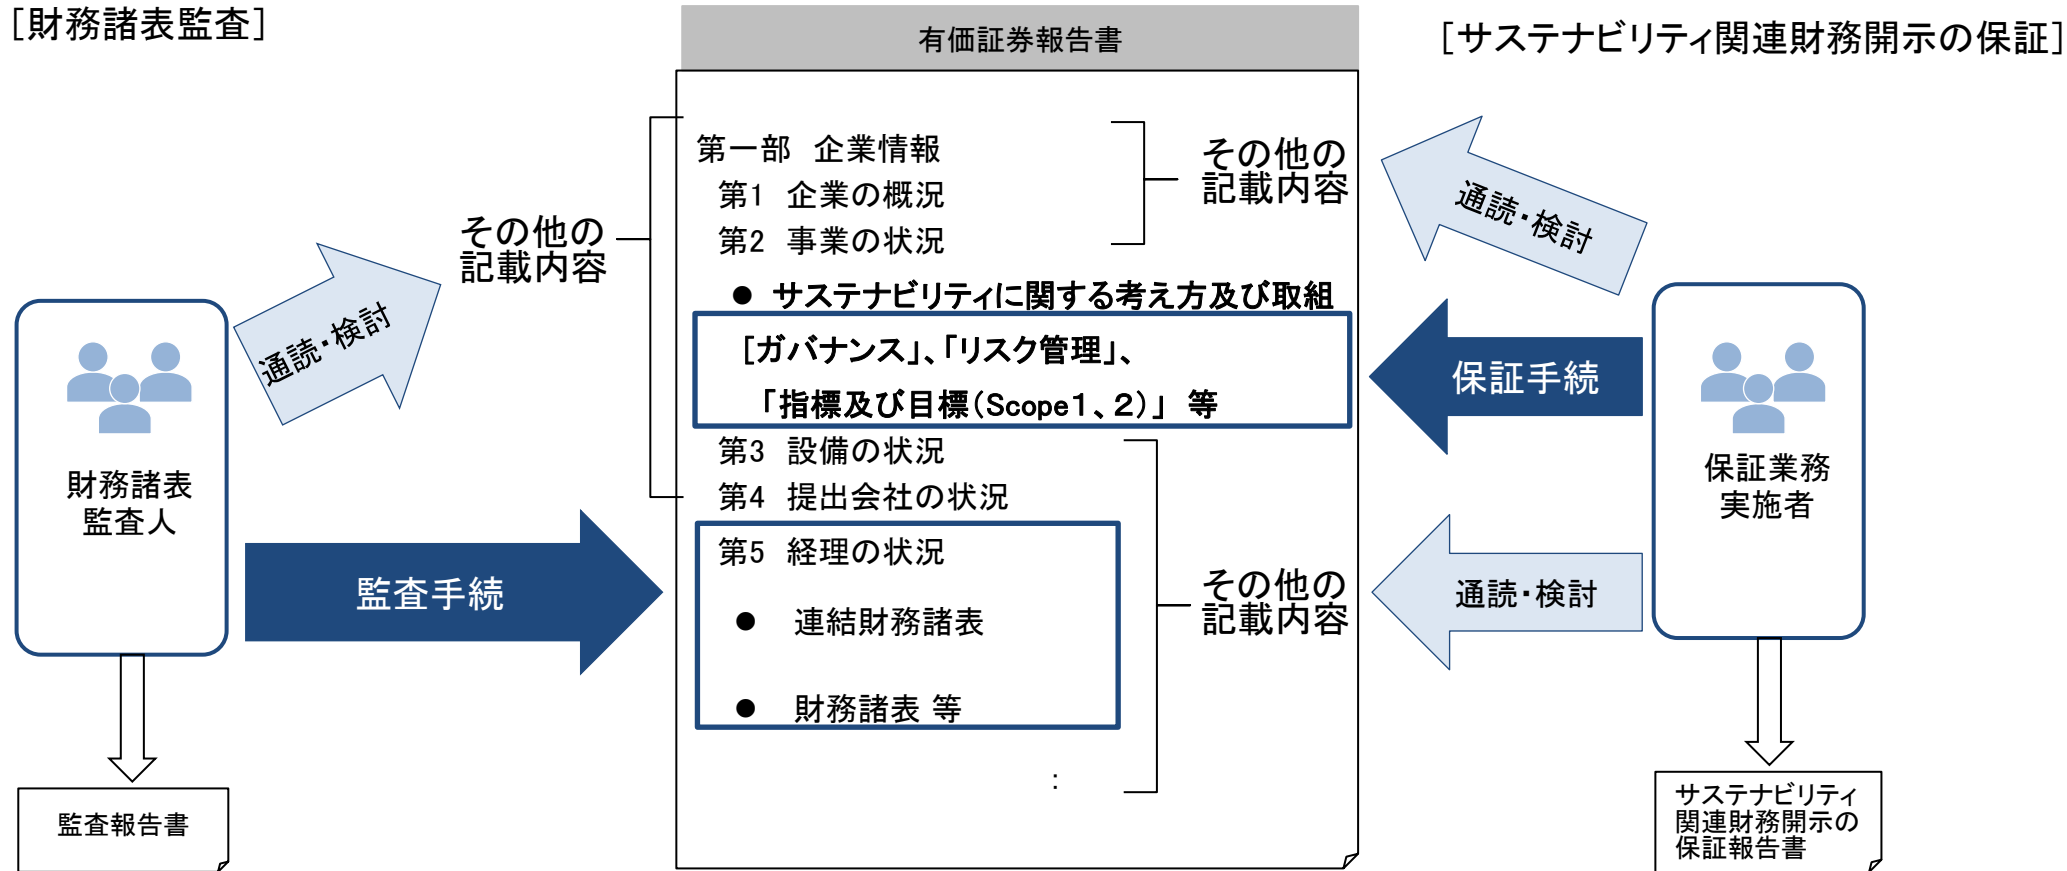 ［財務諸表監査］
有価証券報告書
［サステナビリティ関連財務開示の保証］
第一部 企業情報
第1 企業の概況
第2 事業の状況
● サステナビリティに関する考え方及び取組
［ガバナンス」、「リスク管理」、
「指標及び目標（Scope１、２）」 等
第3 設備の状況
第4 提出会社の状況
第5 経理の状況
● 連結財務諸表
● 財務諸表 等
：
その他の
記載内容
その他の
記載内容
その他の
記載内容
通読・検討
監査手続
財務諸表
監査人
監査報告書
通読・検討
保証手続
通読・検討
保証業務
実施者
サステナビリティ
関連財務開示の
保証報告書